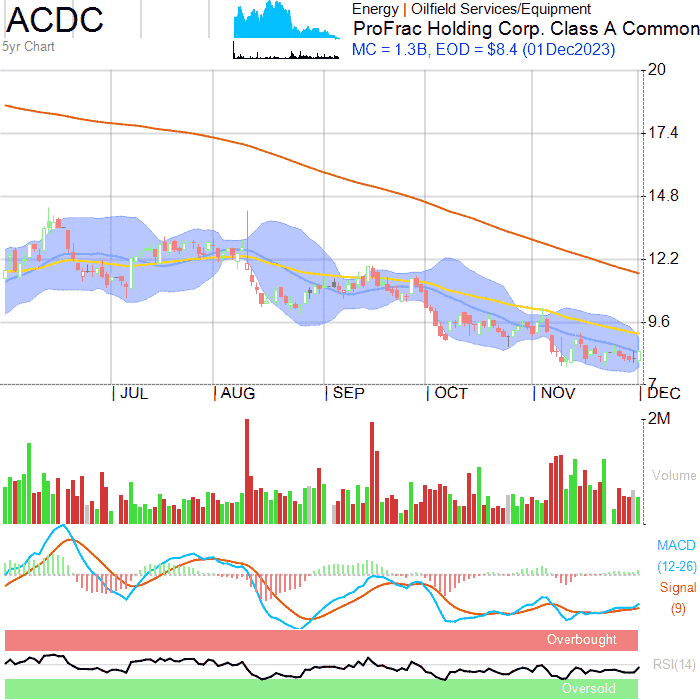 ACDC
5yr Chart
Energy | Oilfield Services/Equipment
ProFrac Holding Corp. Class A Common
MC = 1.3B, EOD = $8.4 (01Dec2023)
20
17.4
14.8
12.2
9.6
7
JUL AUG SEP OCT NOV DEC
2M
Volume
MACD
(12-26)
Signal
(9)
Overbought
RSI(14)
Oversold